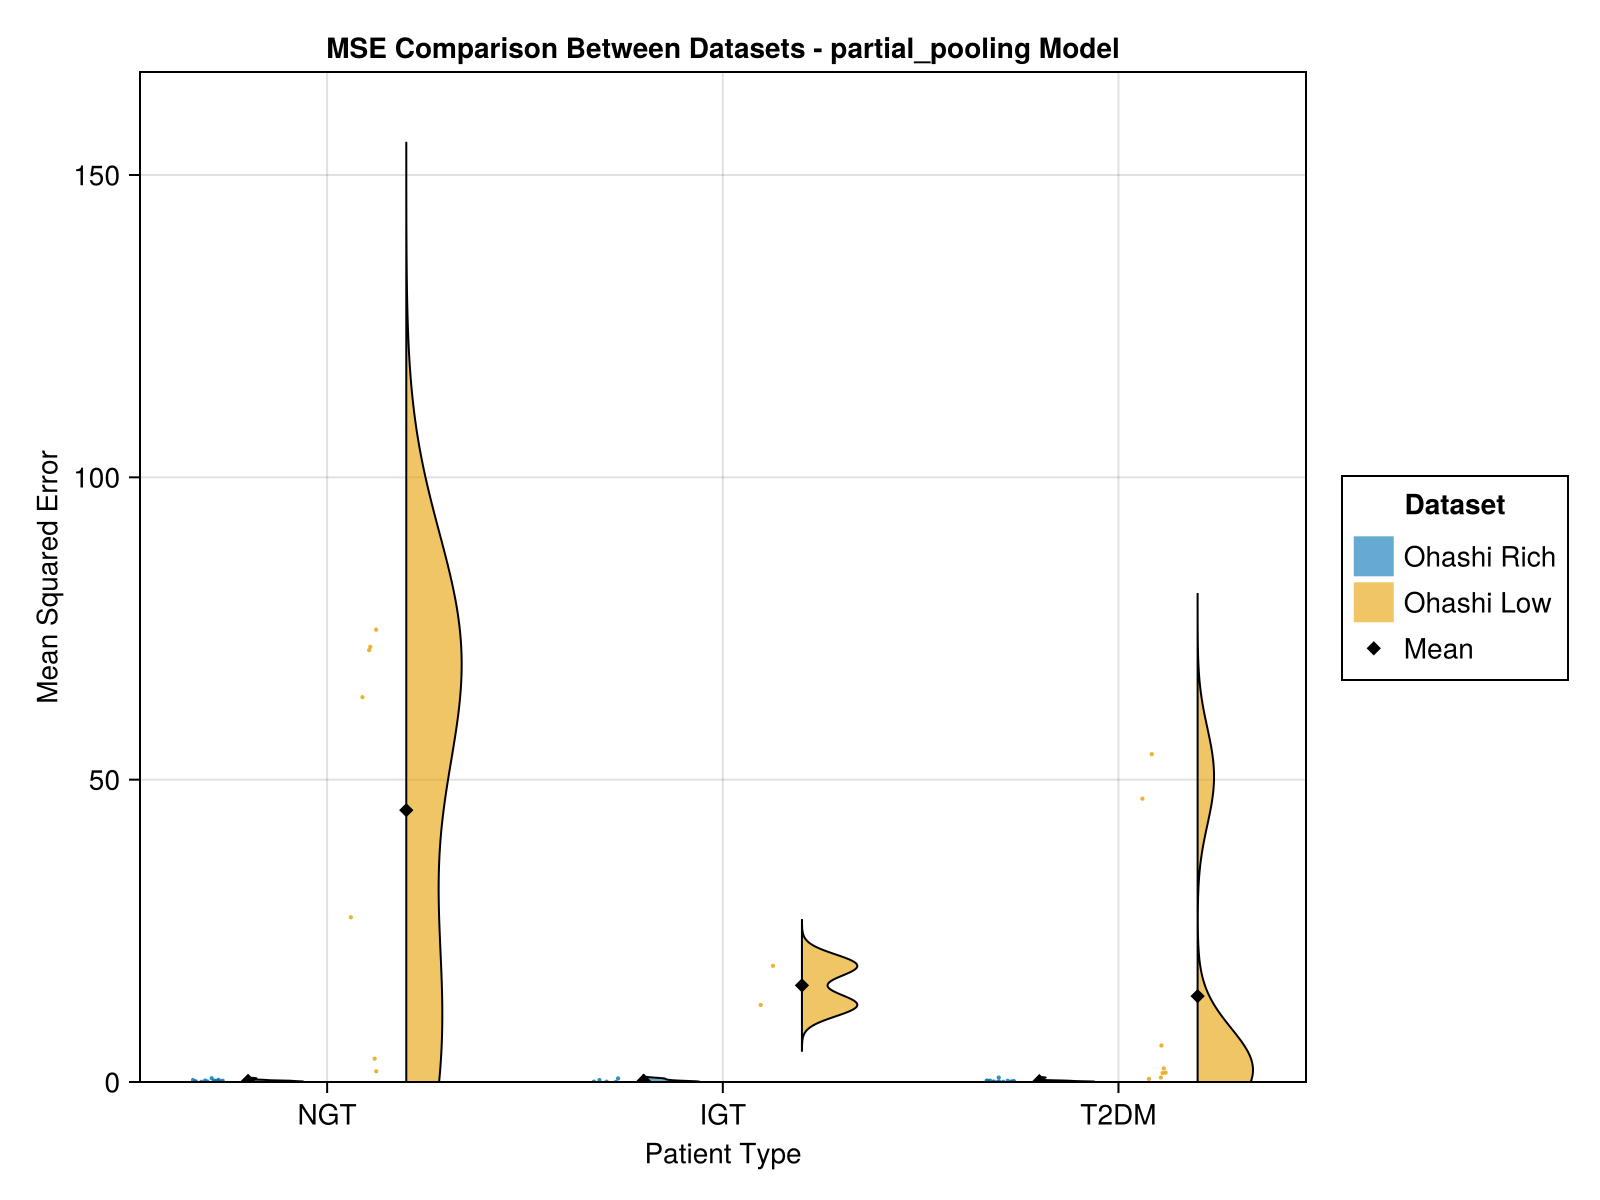 MSE Comparison Between Datasets - partial_pooling Model
Mean Squared Error
150
100
50
0
NGT
IGT
T2DM
Patient Type
Dataset
Ohashi Rich
Ohashi Low
Mean